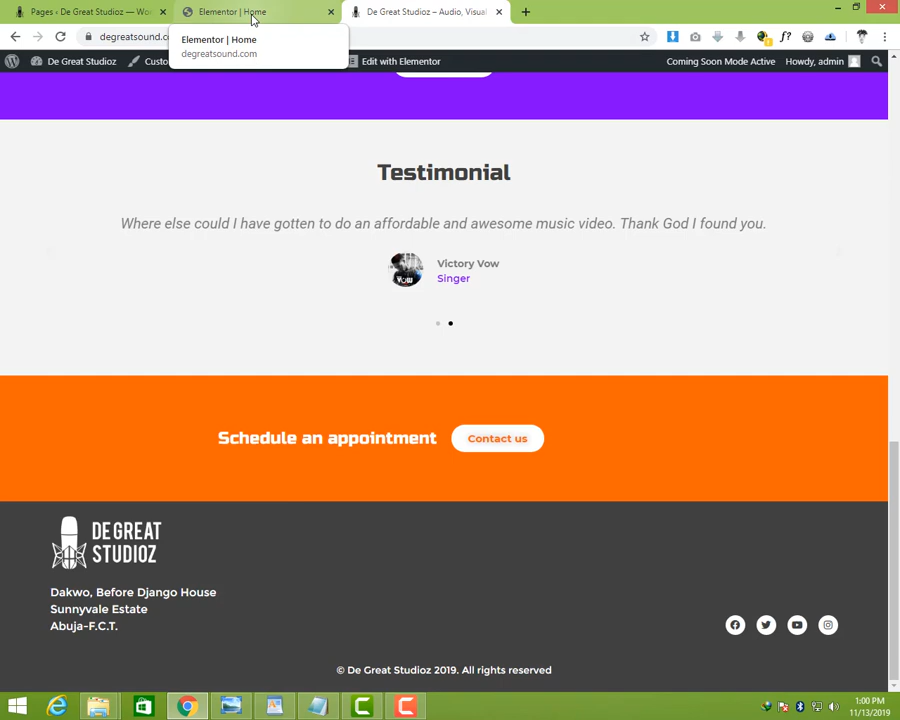 Pages ‹ De Great Studioz — Wo
Elementor | Home
De Great Studioz – Audio, Visual
degreatsound.co
Elementor | Home
degreatsound.com
De Great Studioz
Custo
Edit with Elementor
Coming Soon Mode Active
Howdy, admin
Testimonial
Where else could I have gotten to do an affordable and awesome music video. Thank God I found you.
Victory Vow
Singer
Schedule an appointment
Contact us
DE GREAT
STUDIOZ
Dakwo, Before Django House
Sunnyvale Estate
Abuja-F.C.T.
© De Great Studioz 2019. All rights reserved
1:00 PM
11/13/2019